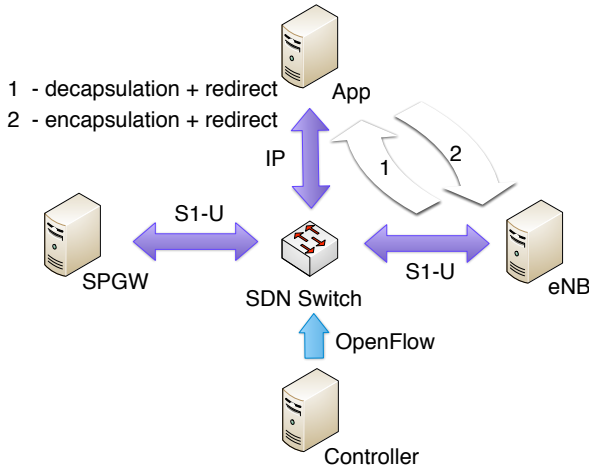 1 - decapsulation + redirect
App
2 - encapsulation + redirect
IP
1
2
S1-U
S1-U
SPGW
SDN Switch
eNB
OpenFlow
Controller